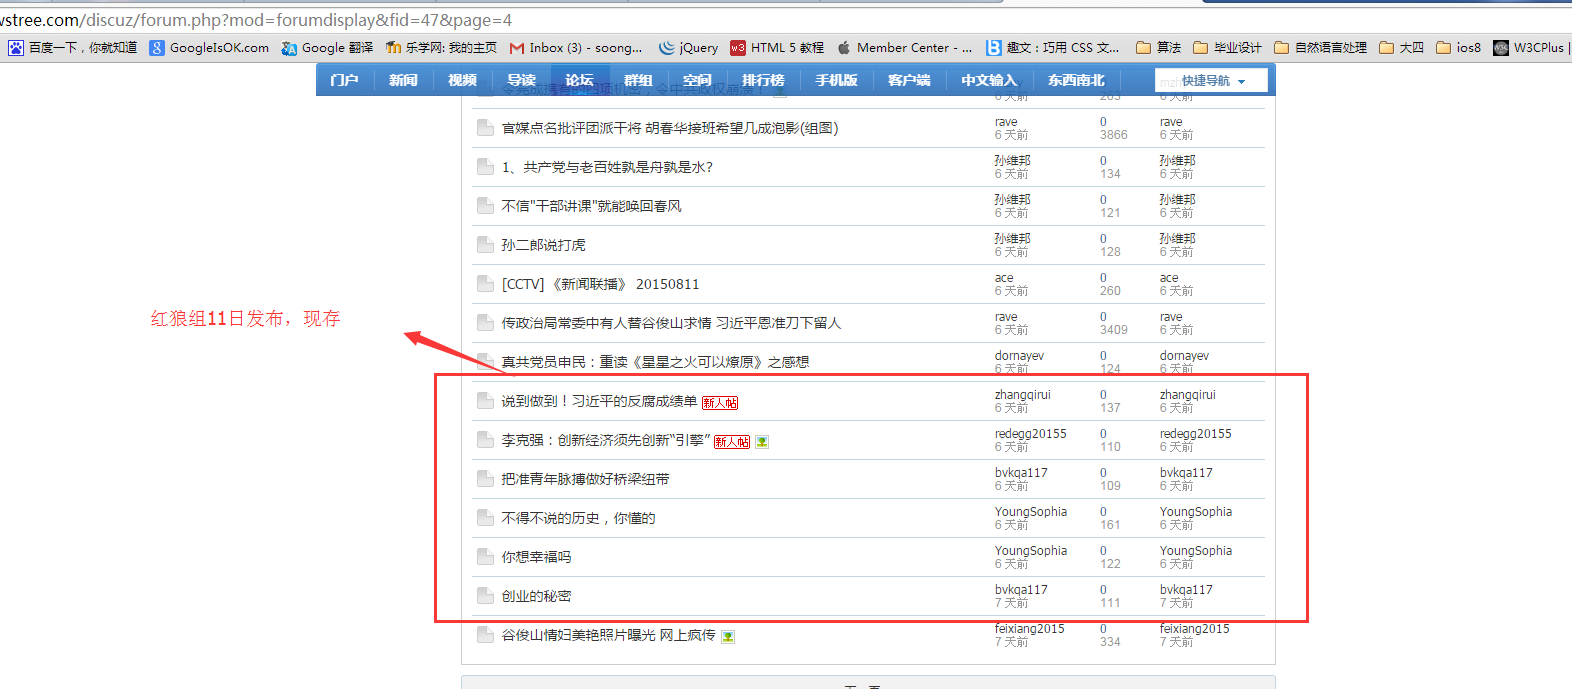 wstree.com/discuz/forum.php?mod=forumdisplay&fid=47&page=4
百度一下，你就知道 GoogleIsOK.com Google 翻译 乐学网: 我的主页 Inbox (3) - soong... jQuery HTML 5 教程 Member Center - ... 趣文：巧用 CSS 文... 算法 毕业设计 自然语言处理 大四 ios8 W3CPlus |
门户 新闻 视频 导读 论坛 群组 空间 排行榜 手机版 客户端 中文输入 东西南北 快捷导航
6 天前 263 6 天前
官媒点名批评团派干将 胡春华接班希望几成泡影(组图) rave 0 rave
6 天前 3866 6 天前
1、共产党与老百姓孰是舟孰是水? 孙维邦 0 孙维邦
6 天前 134 6 天前
不信"干部讲课"就能唤回春风 孙维邦 0 孙维邦
6 天前 121 6 天前
孙二郎说打虎 孙维邦 0 孙维邦
6 天前 128 6 天前
[CCTV] 《新闻联播》 20150811 ace 0 ace
6 天前 260 6 天前
红狼组11日发布，现存
传政治局常委中有人替谷俊山求情 习近平恩准刀下留人 rave 0 rave
6 天前 3409 6 天前
真共党员申民：重读《星星之火可以燎原》之感想 dornayev 0 dornayev
6 天前 124 6 天前
说到做到！习近平的反腐成绩单 新人帖 zhangqirui 0 zhangqirui
6 天前 137 6 天前
李克强：创新经济须先创新“引擎” 新人帖 redegg20155 0 redegg20155
6 天前 110 6 天前
把准青年脉搏做好桥梁纽带 bvkqa117 0 bvkqa117
6 天前 109 6 天前
不得不说的历史，你懂的 YoungSophia 0 YoungSophia
6 天前 161 6 天前
你想幸福吗 YoungSophia 0 YoungSophia
6 天前 122 6 天前
创业的秘密 bvkqa117 0 bvkqa117
7 天前 111 7 天前
谷俊山情妇美艳照片曝光 网上疯传 feixiang2015 0 feixiang2015
7 天前 334 7 天前
下一页